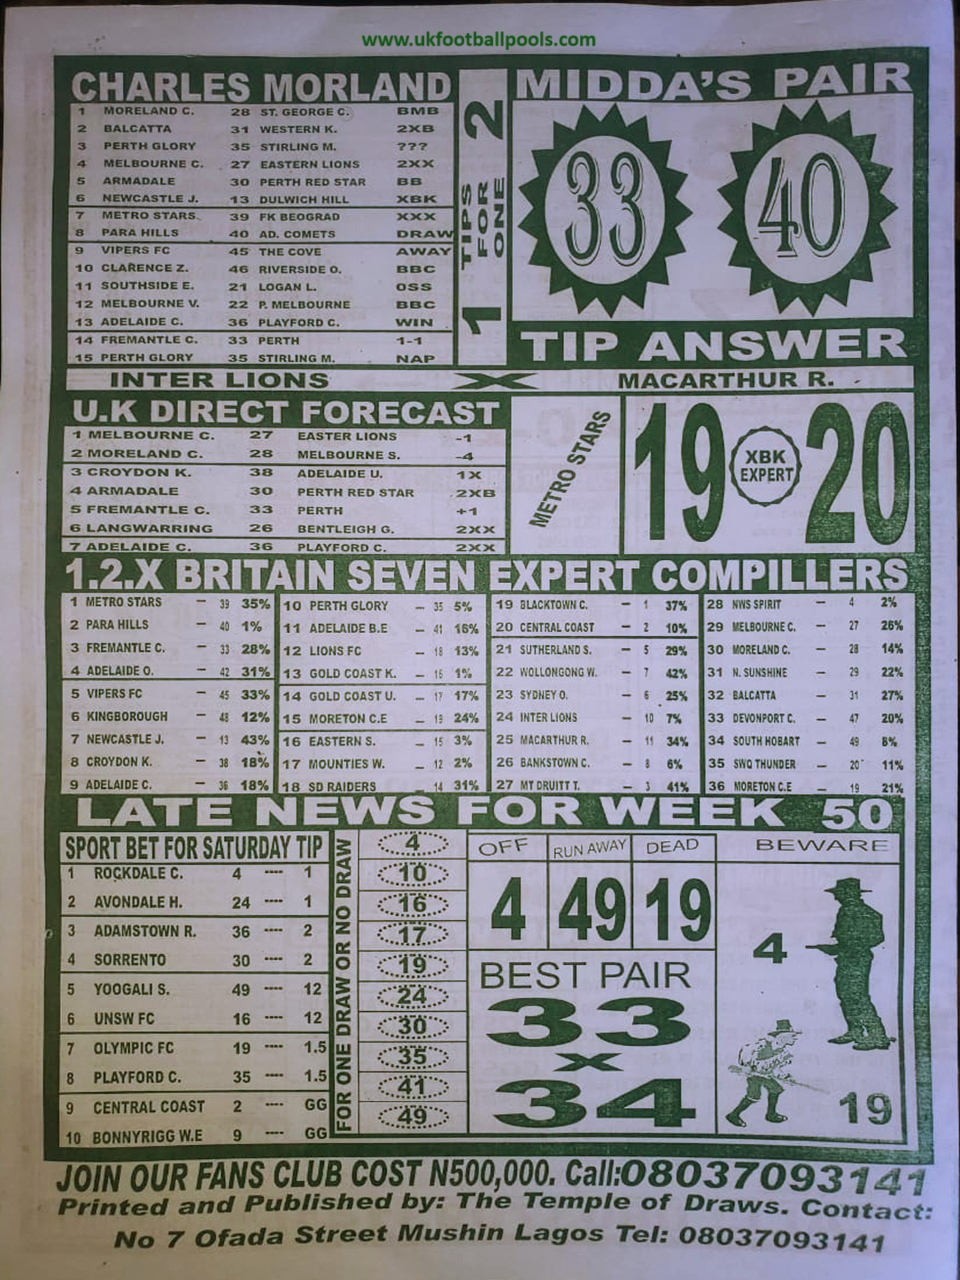 www.ukfootballpools.com
CHARLES MORLAND
1 MORELAND C. 28 ST. GEORGE C. BMB
2 BALCATTA 31 WESTERN K. 2XB
3 PERTH GLORY 35 STIRLING M. ???
4 MELBOURNE C. 27 EASTERN LIONS 2XX
5 ARMADALE 30 PERTH RED STAR BB
6 NEWCASTLE J. 13 DULWICH HILL XBK
7 METRO STARS 39 FK BEOGRAD XXX
8 PARA HILLS 40 AD. COMETS DRAW
9 VIPERS FC 45 THE COVE AWAY
10 CLARENCE Z. 46 RIVERSIDE O. BBC
11 SOUTHSIDE E. 21 LOGAN L. OSS
12 MELBOURNE V. 22 P. MELBOURNE BBC
13 ADELAIDE C. 36 PLAYFORD C. WIN
14 FREMANTLE C. 33 PERTH 1-1
15 PERTH GLORY 35 STIRLING M. NAP
1 TIPS FOR ONE 2
MIDDA'S PAIR
33 40
TIP ANSWER
INTER LIONS X MACARTHUR R.
U.K DIRECT FORECAST
1 MELBOURNE C. 27 EASTER LIONS -1
2 MORELAND C. 28 MELBOURNE S. -4
3 CROYDON K. 38 ADELAIDE U. 1X
4 ARMADALE 30 PERTH RED STAR 2XB
5 FREMANTLE C. 33 PERTH +1
6 LANGWARRING 26 BENTLEIGH G. 2XX
7 ADELAIDE C. 36 PLAYFORD C. 2XX
METRO STARS
19 XBK EXPERT 20
1.2.X BRITAIN SEVEN EXPERT COMPILLERS
1 METRO STARS – 39 35%
2 PARA HILLS – 40 1%
3 FREMANTLE C. – 33 28%
4 ADELAIDE O. – 42 31%
5 VIPERS FC – 45 33%
6 KINGBOROUGH – 48 12%
7 NEWCASTLE J. – 13 43%
8 CROYDON K. – 38 18%
9 ADELAIDE C. – 36 18%
10 PERTH GLORY – 35 5%
11 ADELAIDE B.E – 41 16%
12 LIONS FC – 18 13%
13 GOLD COAST K. – 16 1%
14 GOLD COAST U. – 17 17%
15 MORETON C.E – 19 24%
16 EASTERN S. – 15 3%
17 MOUNTIES W. – 12 2%
18 SD RAIDERS – 14 31%
19 BLACKTOWN C. – 1 37%
20 CENTRAL COAST – 2 10%
21 SUTHERLAND S. – 5 29%
22 WOLLONGONG W. – 7 42%
23 SYDNEY O. – 6 25%
24 INTER LIONS – 10 7%
25 MACARTHUR R. – 11 34%
26 BANKSTOWN C. – 8 6%
27 MT DRUITT T. – 3 41%
28 NWS SPIRIT – 4 2%
29 MELBOURNE C. – 27 26%
30 MORELAND C. – 28 14%
31 N. SUNSHINE – 29 22%
32 BALCATTA – 31 27%
33 DEVONPORT C. – 47 20%
34 SOUTH HOBART – 49 8%
35 SWQ THUNDER – 20 11%
36 MORETON C.E – 19 21%
LATE NEWS FOR WEEK 50
SPORT BET FOR SATURDAY TIP
1 ROCKDALE C. 4 ---- 1
2 AVONDALE H. 24 ---- 1
3 ADAMSTOWN R. 36 ---- 2
4 SORRENTO 30 ---- 2
5 YOOGALI S. 49 ---- 12
6 UNSW FC 16 ---- 12
7 OLYMPIC FC 19 ---- 1.5
8 PLAYFORD C. 35 ---- 1.5
9 CENTRAL COAST 2 ---- GG
10 BONNYRIGG W.E 9 ---- GG
FOR ONE DRAW OR NO DRAW
4
10
16
17
19
24
30
35
41
49
OFF RUN AWAY DEAD
4 49 19
BEST PAIR
33
X
34
BEWARE
4
19
JOIN OUR FANS CLUB COST N500,000. Call:08037093141
Printed and Published by: The Temple of Draws. Contact:
No 7 Ofada Street Mushin Lagos Tel: 08037093141